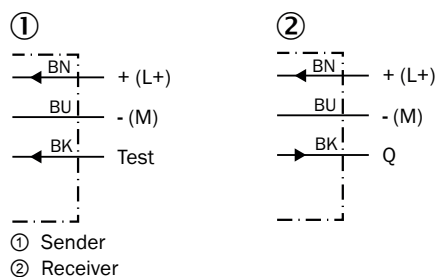 ① ②
BN + (L+) BN + (L+)
BU - (M) BU - (M)
BK Test BK Q
① Sender
② Receiver